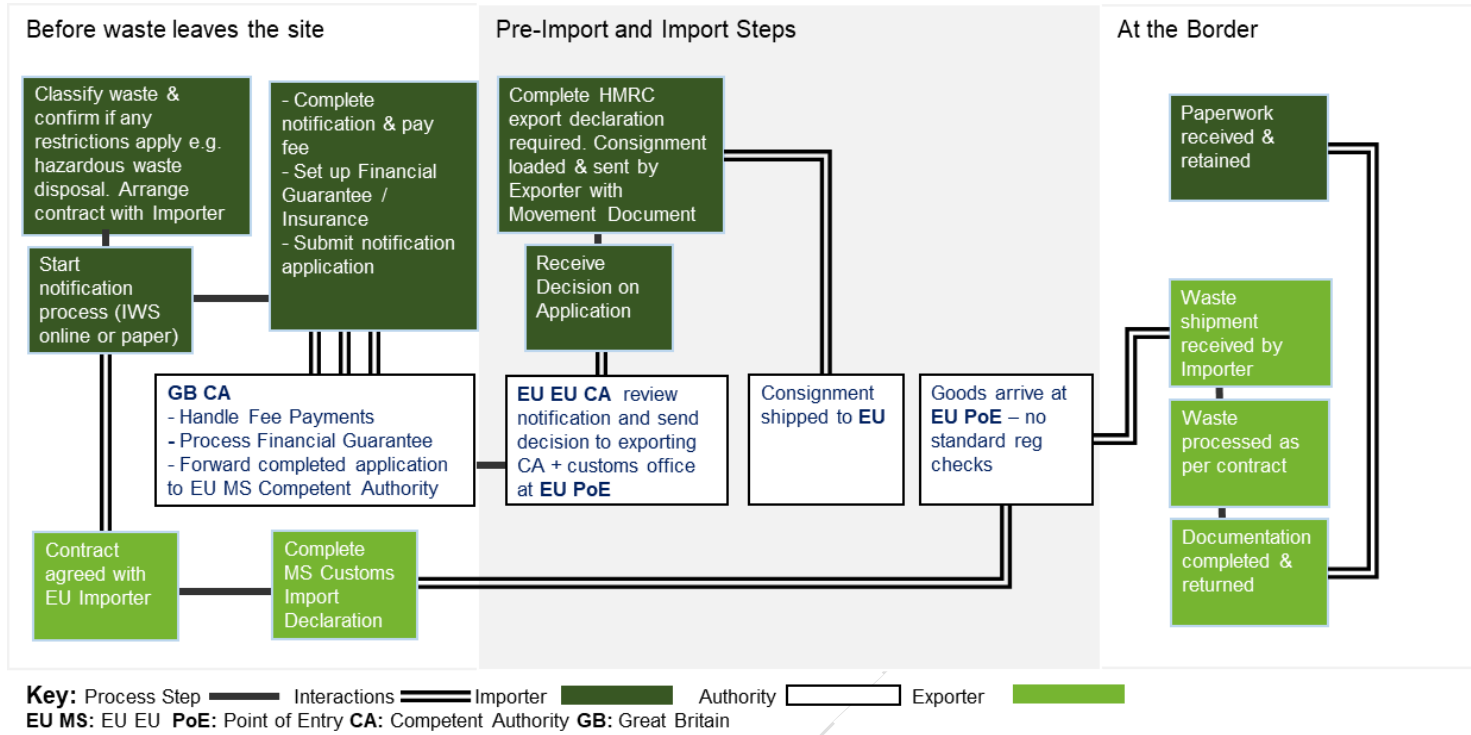 Before waste leaves the site
Classify waste &
confirm if any
restrictions apply e.g.
hazardous waste
disposal. Arrange
contract with Importer
Start
notification
process (IWS
online or paper)
- Complete
notification & pay
fee
- Set up Financial
Guarantee /
Insurance
- Submit notification
application
GB CA
- Handle Fee Payments
- Process Financial Guarantee
- Forward completed application
to EU MS Competent Authority
Contract
agreed with
EU Importer
Complete
MS Customs
Import
Declaration
Pre-Import and Import Steps
Complete HMRC
export declaration
required. Consignment
loaded & sent by
Exporter with
Movement Document
Receive
Decision on
Application
EU EU CA review
notification and send
decision to exporting
CA + customs office
at EU PoE
Consignment
shipped to EU
Goods arrive at
EU PoE – no
standard reg
checks
At the Border
Paperwork
received &
retained
Waste
shipment
received by
Importer
Waste
processed as
per contract
Documentation
completed &
returned
Key: Process Step Interactions Importer Authority Exporter
EU MS: EU EU PoE: Point of Entry CA: Competent Authority GB: Great Britain